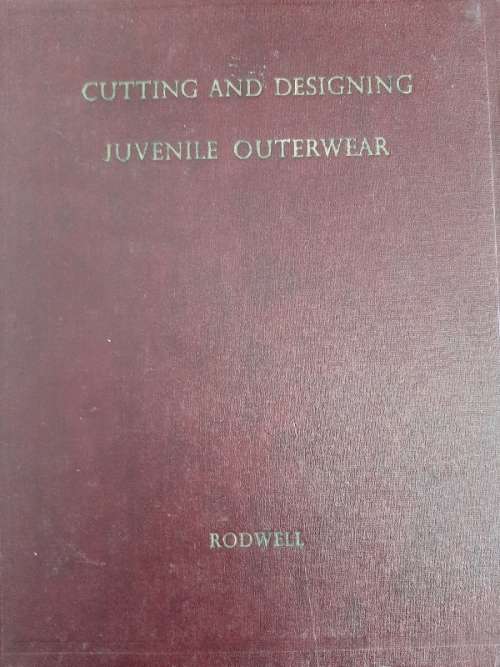 CUTTING AND DESIGNING
JUVENILE OUTERWEAR
RODWELL